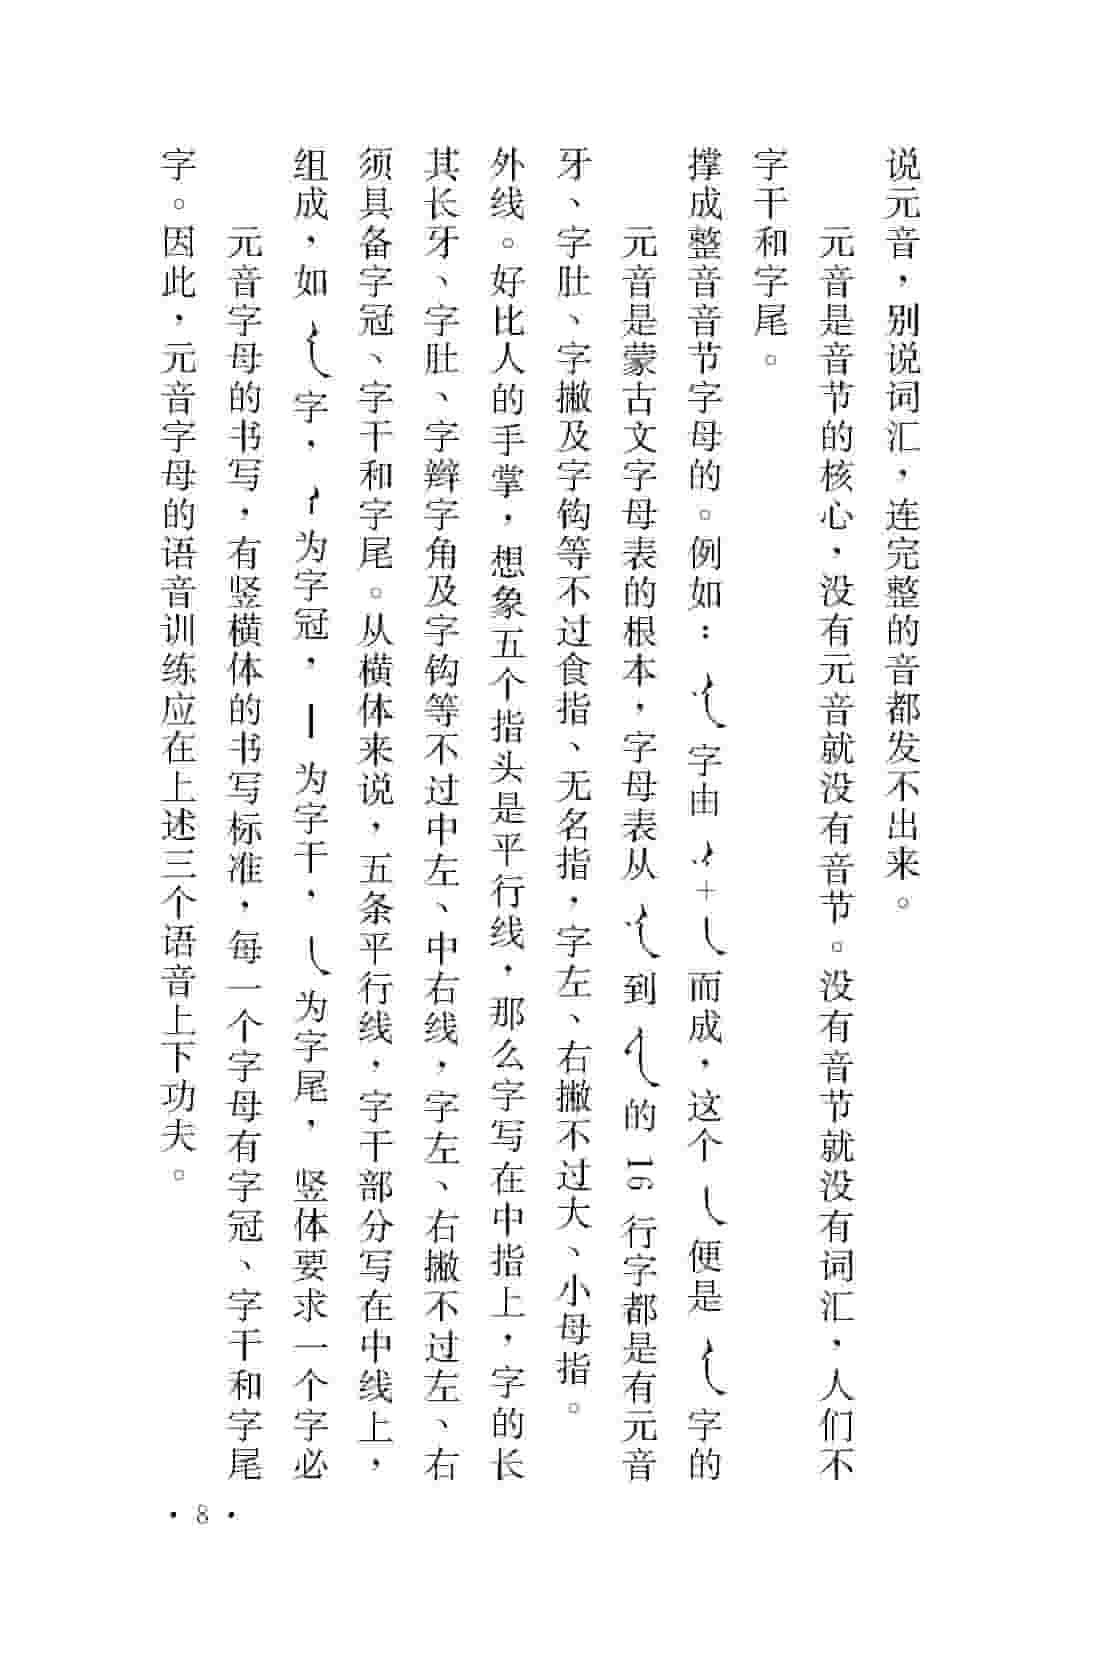 字。因此，元音字母的语音训练应在上述三个语音上下功夫。
元音字母的书写，有竖横体的书写标准，每一个字母有字冠、字干和字尾
组成，如 字， 为字冠， 为字干， 为字尾， 竖体要求一个字必
须具备字冠、字干和字尾。从横体来说，五条平行线，字干部分写在中线上，
其长牙、字肚、字辫字角及字钩等不过中左、中右线，字左、右撇不过左、右
外线。好比人的手掌，想象五个指头是平行线，那么字写在中指上，字的长
牙、字肚、字撇及字钩等不过食指、无名指，字左、右撇不过大、小母指。
元音是蒙古文字母表的根本，字母表从 到 的 16 行字都是有元音
撑成整音音节字母的。例如： 字由 + 而成，这个 便是 字的
字干和字尾。
元音是音节的核心，没有元音就没有音节。没有音节就没有词汇，人们不
说元音，别说词汇，连完整的音都发不出来。
· 8 ·